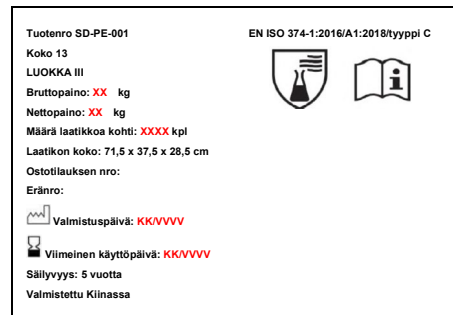 Tuotenro SD-PE-001
EN ISO 374-1:2016/A1:2018/tyyppi C
Koko 13
LUOKKA III
Bruttopaino: XX kg
Nettopaino: XX kg
Määrä laatikkoa kohti: XXXX kpl
Laatikon koko: 71,5 x 37,5 x 28,5 cm
Ostotilauksen nro:
Eränro:
Valmistuspäivä: KK/VVVV
Viimeinen käyttöpäivä: KK/VVVV
Säilyvyys: 5 vuotta
Valmistettu Kiinassa